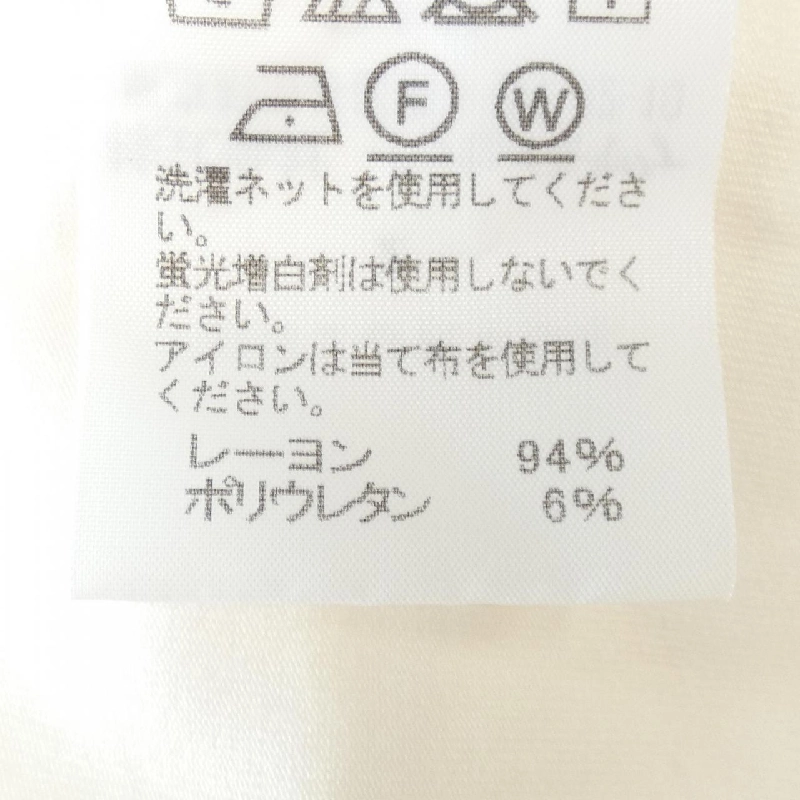 F W
洗濯ネットを使用してくださ
い。
蛍光増白剤は使用しないでく
ださい。
アイロンは当て布を使用して
ください。
レーヨン 94%
ポリウレタン 6%